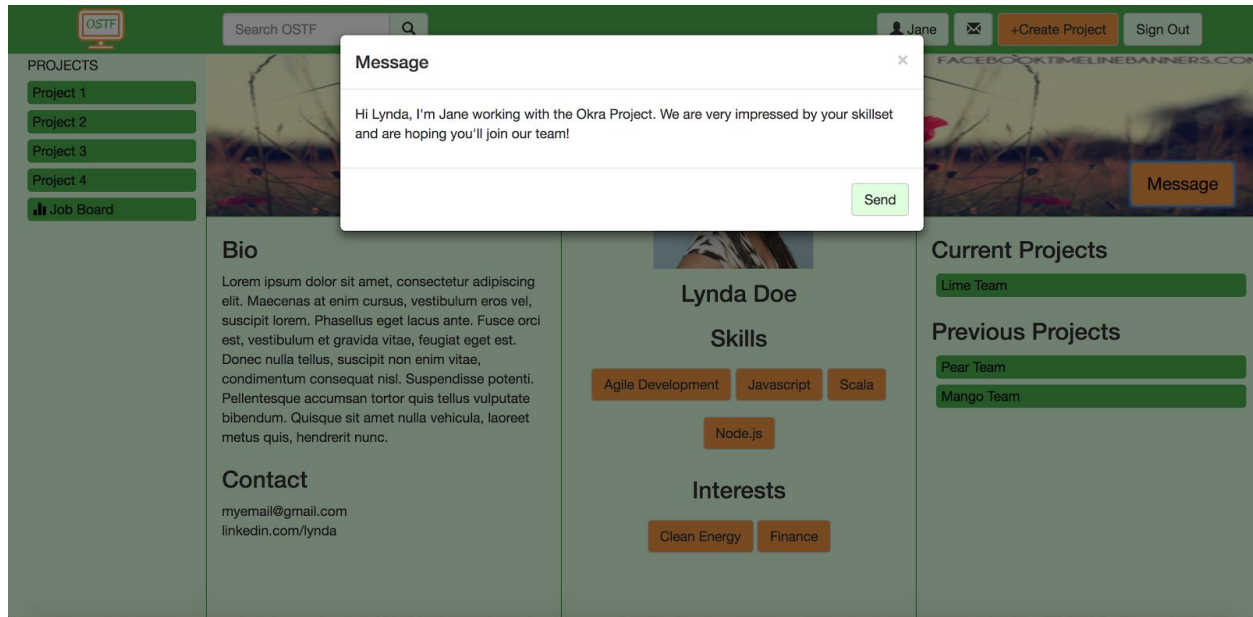 OSTF
Search OSTF
Jane
+Create Project
Sign Out
PROJECTS
Project 1
Project 2
Project 3
Project 4
Job Board
Message
×
Hi Lynda, I'm Jane working with the Okra Project. We are very impressed by your skillset
and are hoping you'll join our team!
Send
FACEBOOKTIMELINEBANNERS.COM
Message
Bio
Lorem ipsum dolor sit amet, consectetur adipiscing
elit. Maecenas at enim cursus, vestibulum eros vel,
suscipit lorem. Phasellus eget lacus ante. Fusce orci
est, vestibulum et gravida vitae, feugiat eget est.
Donec nulla tellus, suscipit non enim vitae,
condimentum consequat nisl. Suspendisse potenti.
Pellentesque accumsan tortor quis tellus vulputate
bibendum. Quisque sit amet nulla vehicula, laoreet
metus quis, hendrerit nunc.
Contact
myemail@gmail.com
linkedin.com/lynda
Lynda Doe
Skills
Agile Development Javascript Scala
Node.js
Interests
Clean Energy Finance
Current Projects
Lime Team
Previous Projects
Pear Team
Mango Team